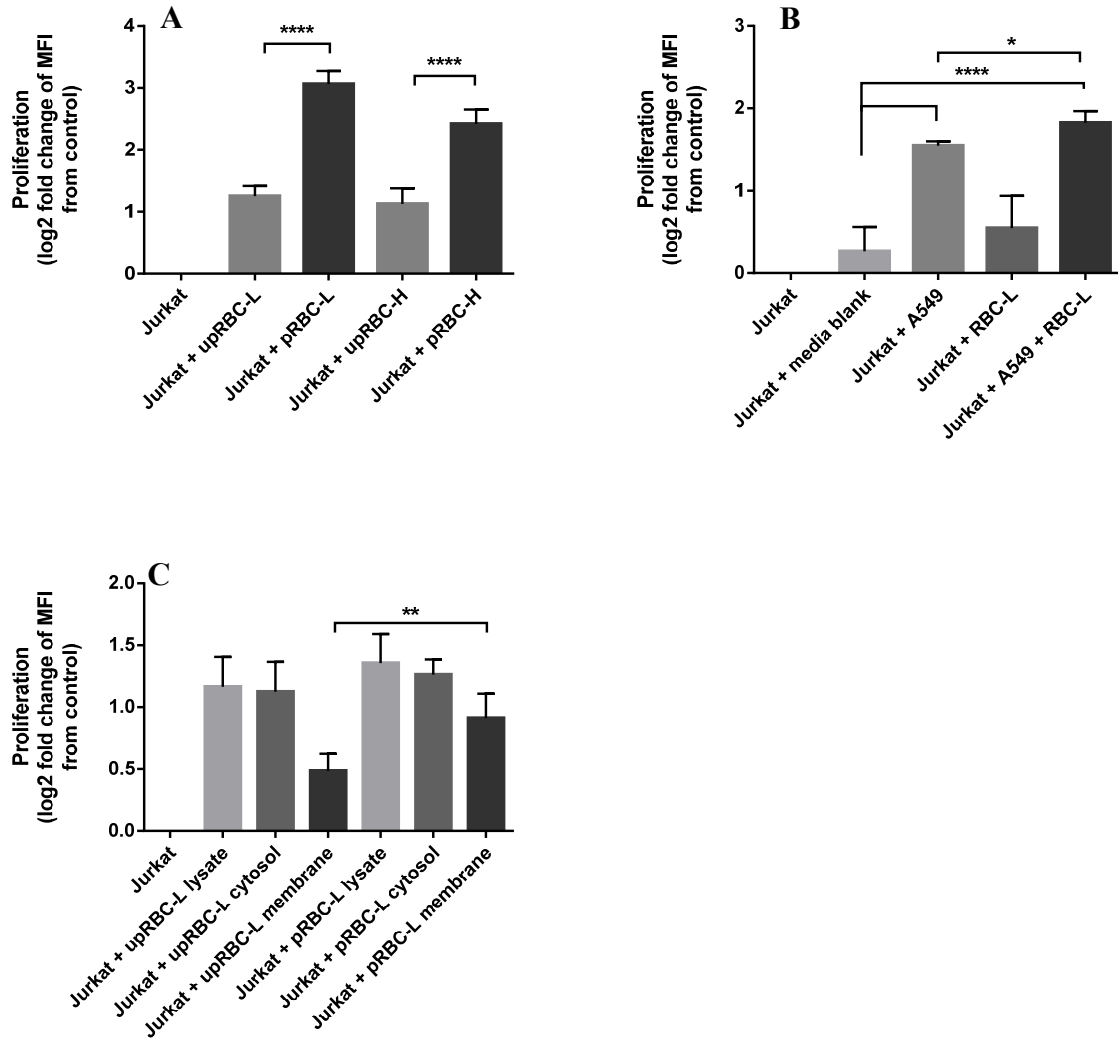 A
Proliferation
(log2 fold change of MFI
from control)
4
3
2
1
0
****
****
Jurkat
Jurkat + upRBC-L
Jurkat + pRBC-L
Jurkat + upRBC-H
Jurkat + pRBC-H
B
Proliferation
(log2 fold change of MFI
from control)
3
2
1
0
*
****
Jurkat
Jurkat + media blank
Jurkat + A549
Jurkat + RBC-L
Jurkat + A549 + RBC-L
C
Proliferation
(log2 fold change of MFI
from control)
2.0
1.5
1.0
0.5
0.0
**
Jurkat
Jurkat + upRBC-L lysate
Jurkat + upRBC-L cytosol
Jurkat + upRBC-L membrane
Jurkat + pRBC-L lysate
Jurkat + pRBC-L cytosol
Jurkat + pRBC-L membrane